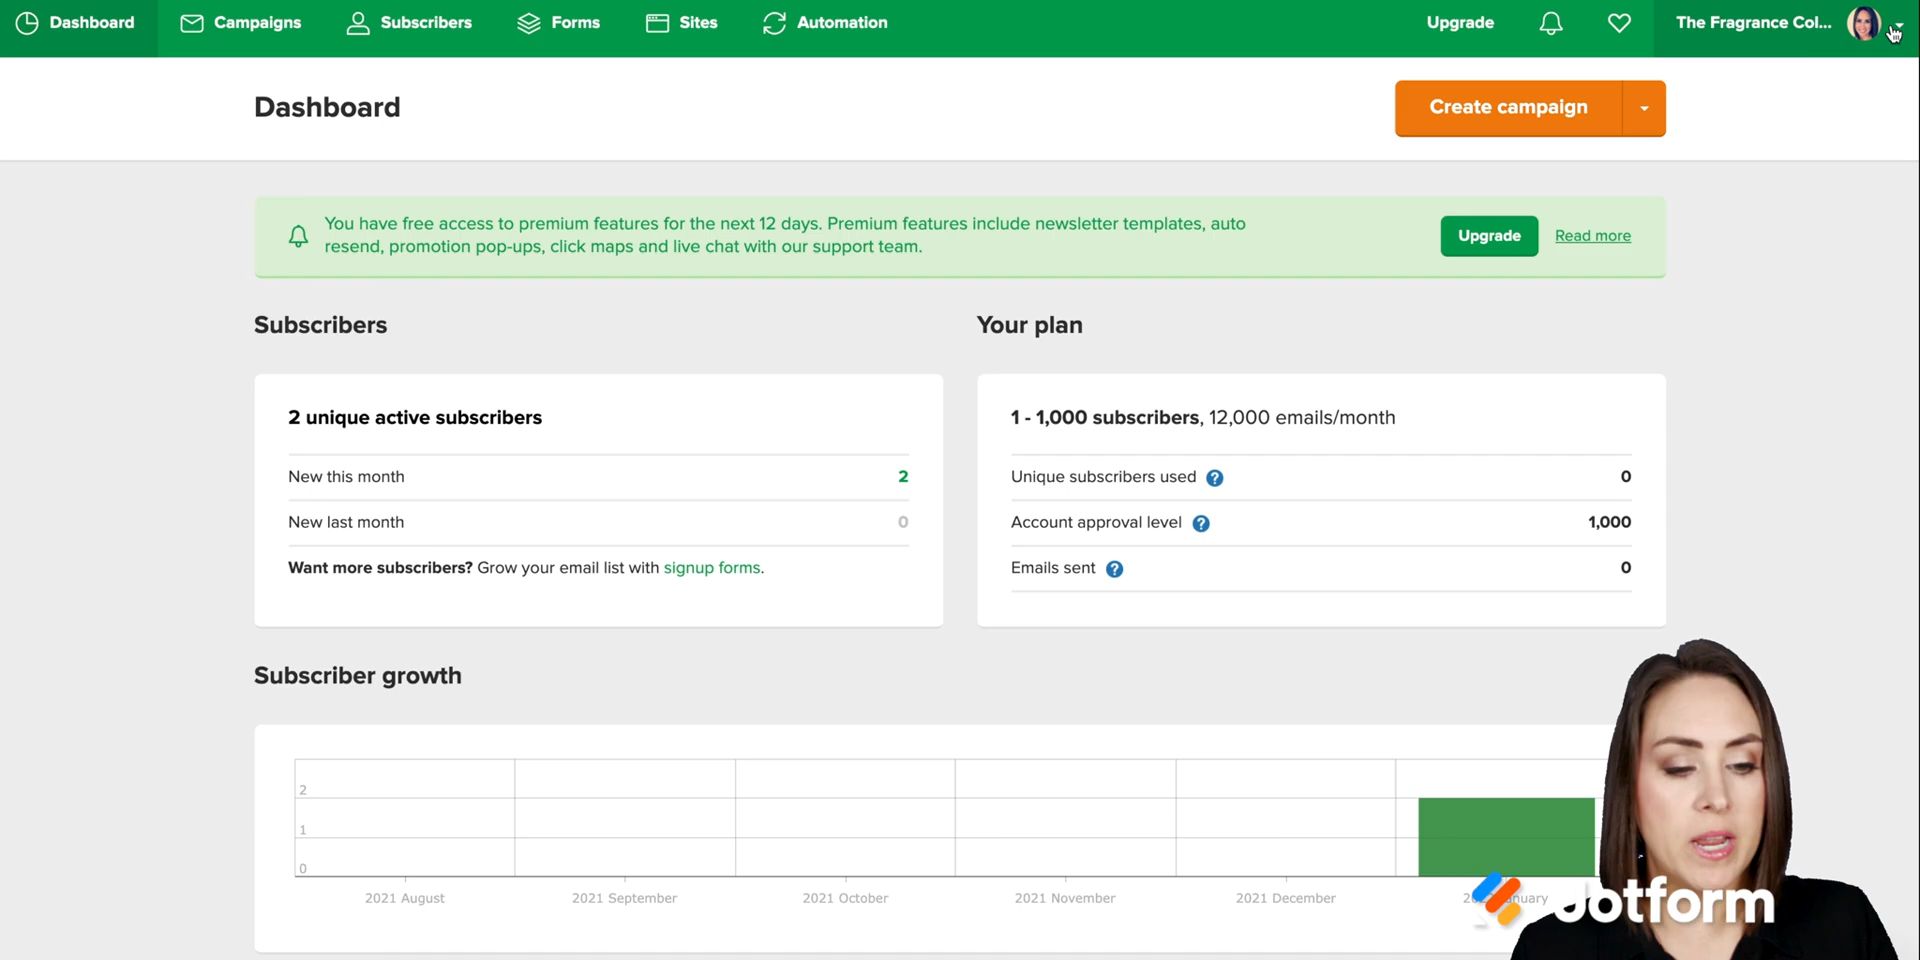 Dashboard
Campaigns
Subscribers
Forms
Sites
Automation
Upgrade
The Fragrance Col...
Dashboard
Create campaign
You have free access to premium features for the next 12 days. Premium features include newsletter templates, auto
resend, promotion pop-ups, click maps and live chat with our support team.
Upgrade
Read more
Subscribers
Your plan
2 unique active subscribers
New this month 2
New last month 0
Want more subscribers? Grow your email list with signup forms.
1 - 1,000 subscribers, 12,000 emails/month
Unique subscribers used ? 0
Account approval level ? 1,000
Emails sent ? 0
Subscriber growth
2
1
0
2021 August
2021 September
2021 October
2021 November
2021 December
Jotform